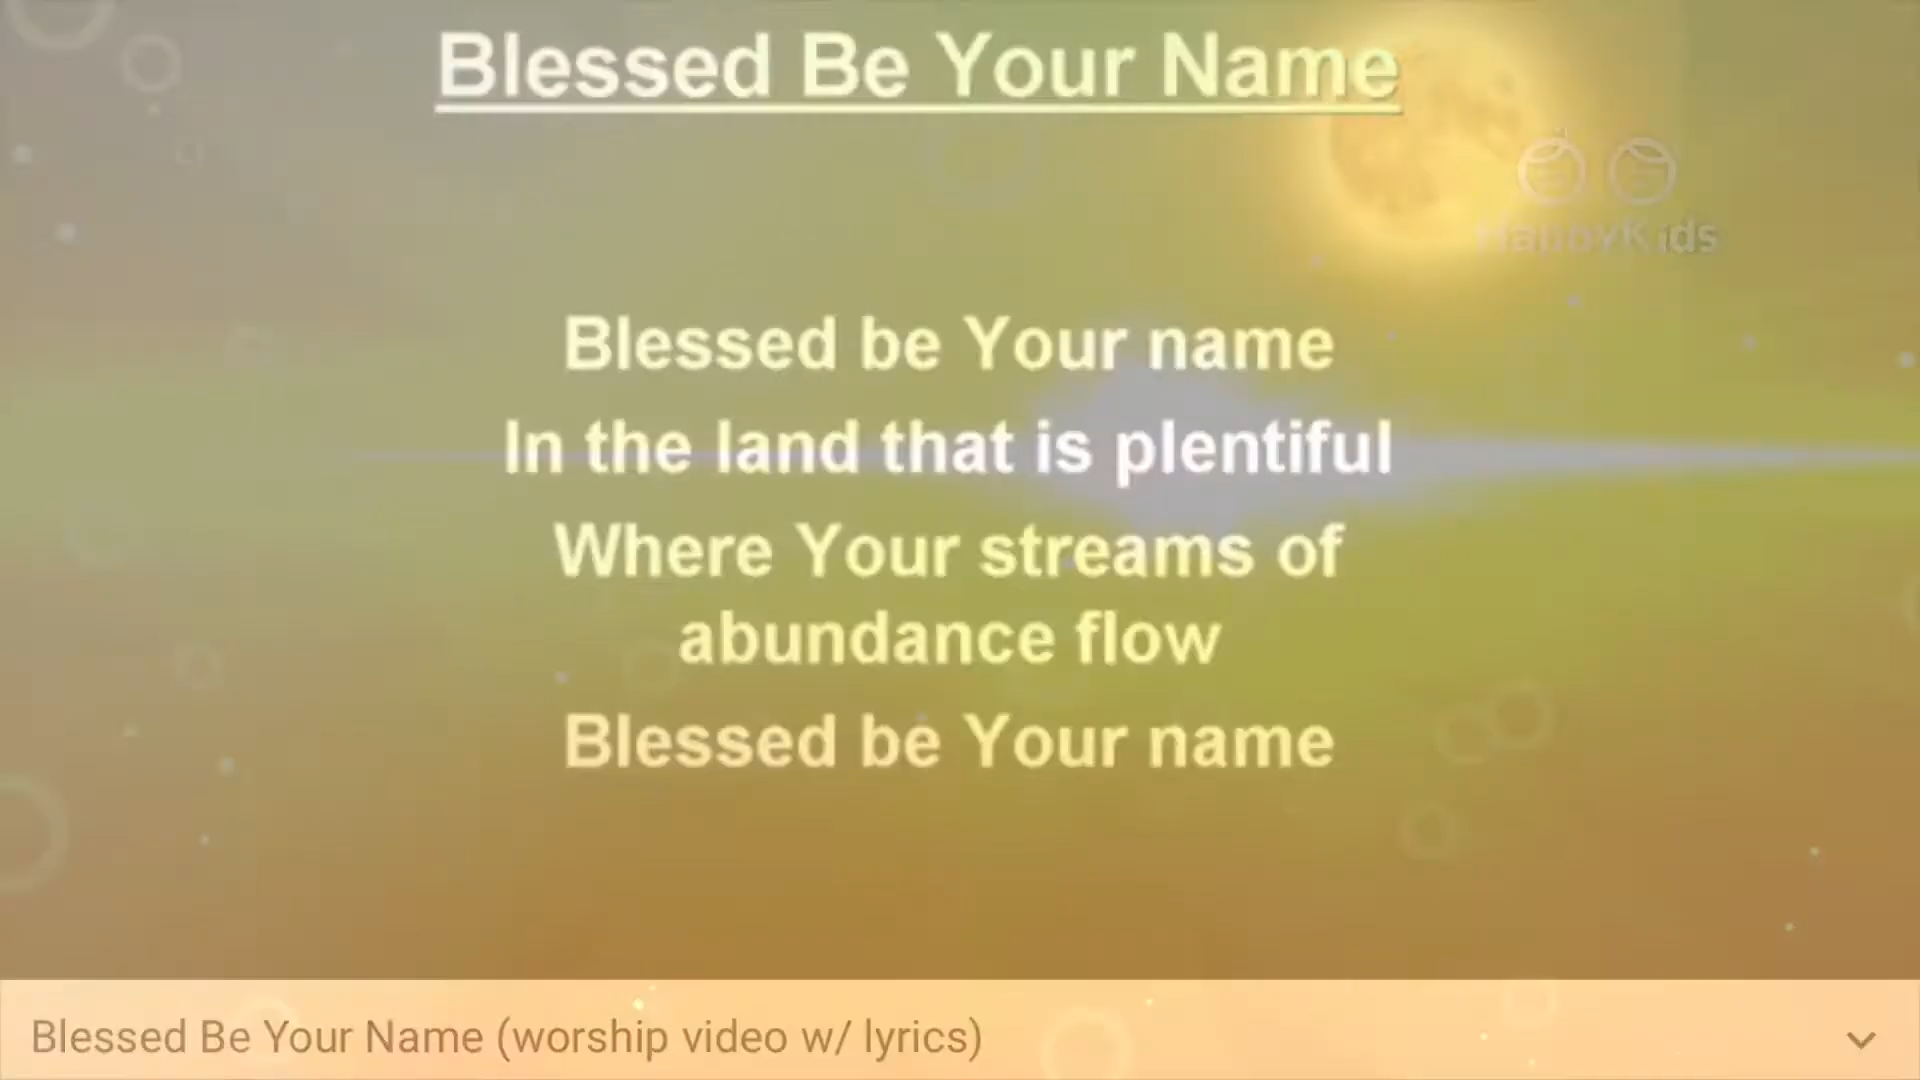 Blessed Be Your Name
HappyKids
Blessed be Your name
In the land that is plentiful
Where Your streams of
abundance flow
Blessed be Your name
Blessed Be Your Name (worship video w/ lyrics)